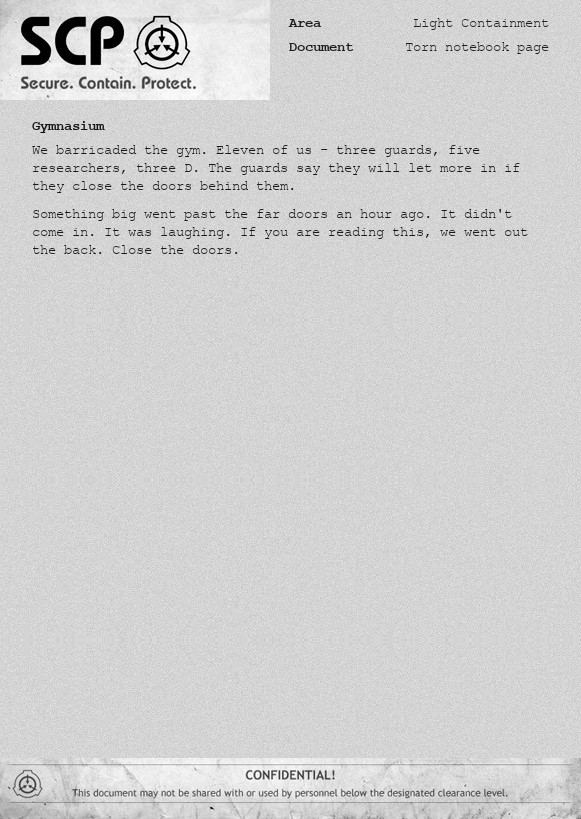 SCP
Secure. Contain. Protect.
Area Light Containment
Document Torn notebook page
Gymnasium
We barricaded the gym. Eleven of us - three guards, five
researchers, three D. The guards say they will let more in if
they close the doors behind them.
Something big went past the far doors an hour ago. It didn't
come in. It was laughing. If you are reading this, we went out
the back. Close the doors.
CONFIDENTIAL!
This document may not be shared with or used by personnel below the designated clearance level.